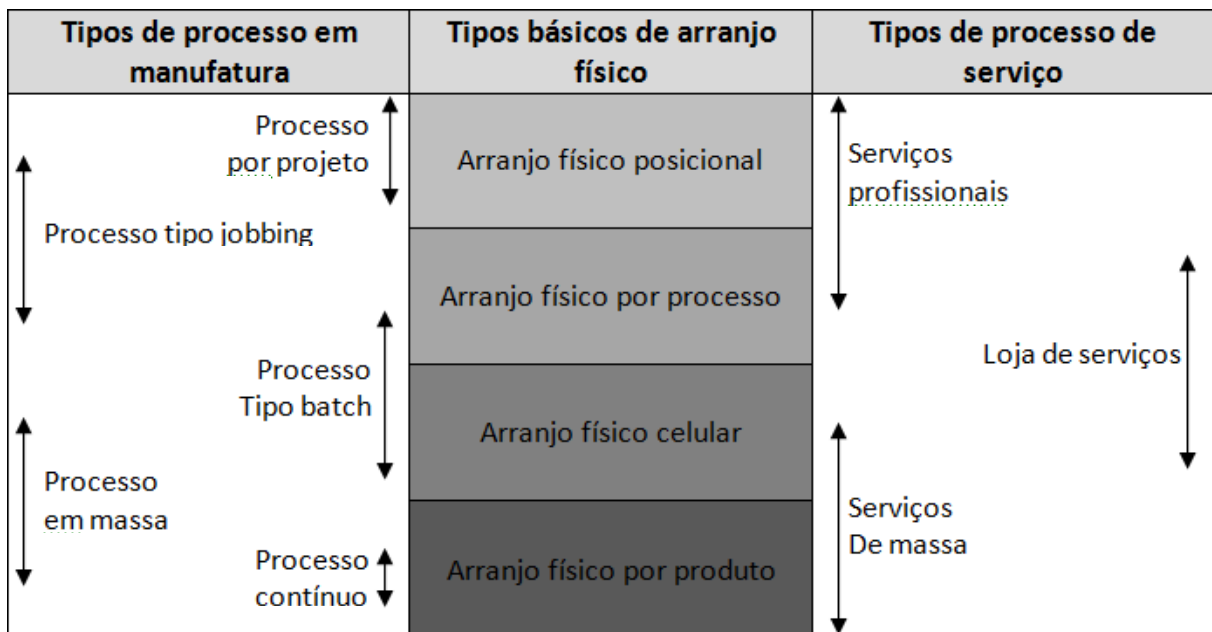 Tipos de processo em
manufatura
Tipos básicos de arranjo
físico
Tipos de processo de
serviço
Processo
por projeto
Processo tipo jobbing
Processo
Tipo batch
Processo
em massa
Processo
contínuo
Arranjo físico posicional
Arranjo físico por processo
Arranjo físico celular
Arranjo físico por produto
Serviços
profissionais
Loja de serviços
Serviços
De massa